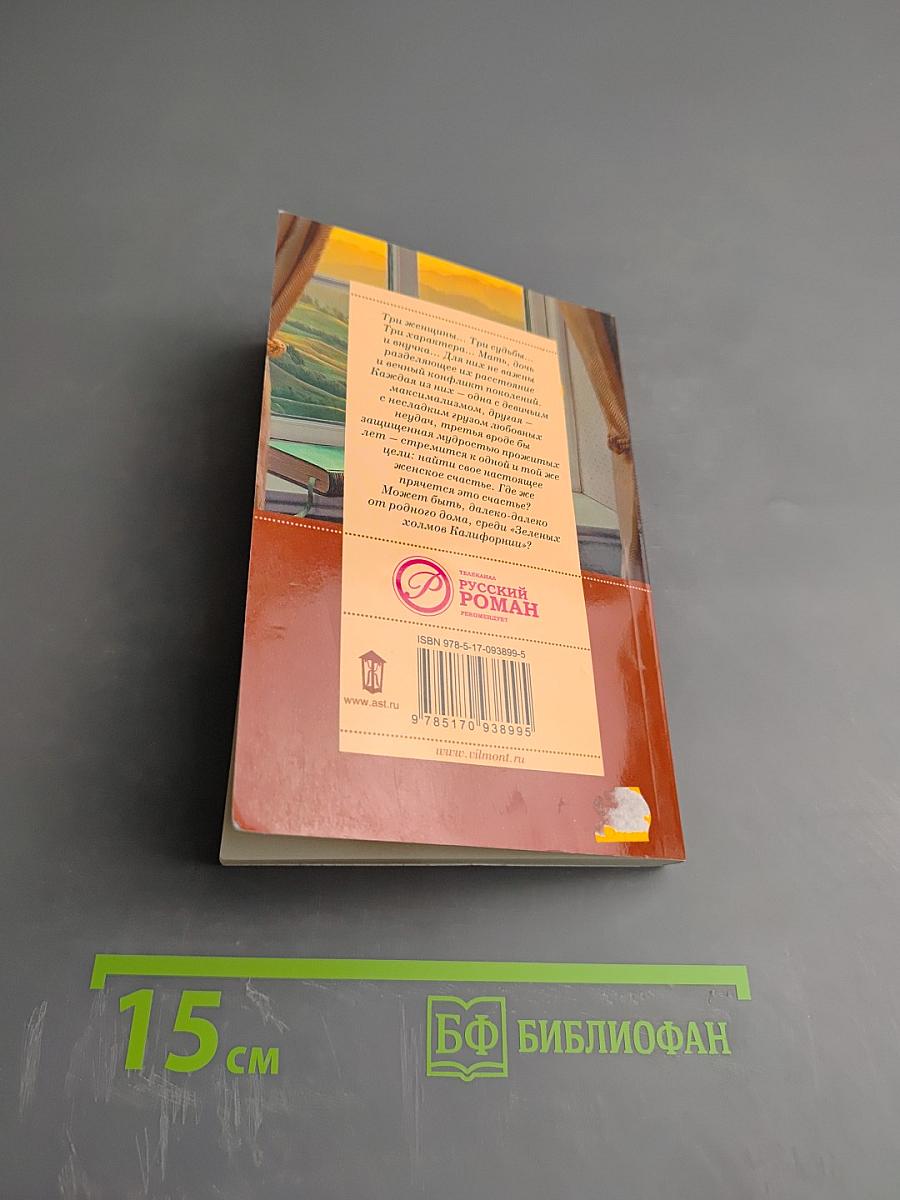 Три женщины... Три судьбы...
Три характера... Мать, дочь
и внучка... Для них не важны
разделяющее их расстояние
и вечный конфликт поколений.
Каждая из них – одна с девичьим
максимализмом, другая –
с несладким грузом любовных
неудач, третья вроде бы
защищенная мудростью прожитых
лет – стремится к одной и той же
цели: найти свое настоящее
женское счастье. Где же
прячется это счастье?
Может быть, далеко-далеко
от родного дома, среди «Зеленых
холмов Калифорнии»?
ТЕЛЕКАНАЛ
РУССКИЙ
РОМАН
РЕКОМЕНДУЕТ
ISBN 978-5-17-093899-5
www.ast.ru
9 785170 938995
www.vilmont.ru
15 см
БФ БИБЛИОФАН